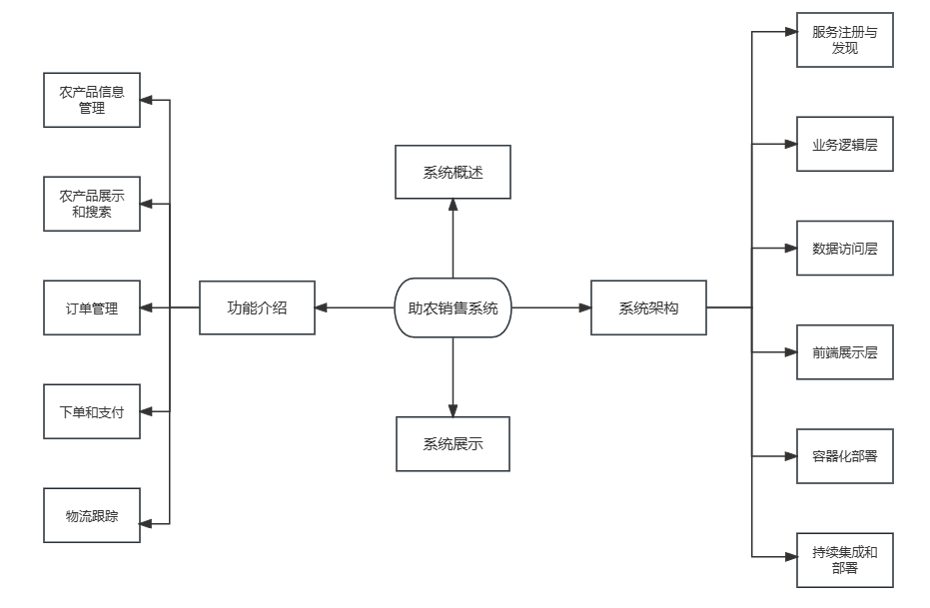 服务注册与
发现
农产品信息
管理
业务逻辑层
系统概述
农产品展示
和搜索
数据访问层
订单管理
功能介绍
助农销售系统
系统架构
前端展示层
下单和支付
系统展示
容器化部署
物流跟踪
持续集成和
部署